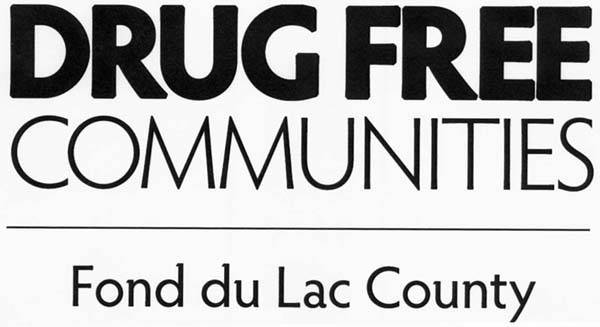 DRUG FREE
COMMUNITIES
Fond du Lac County